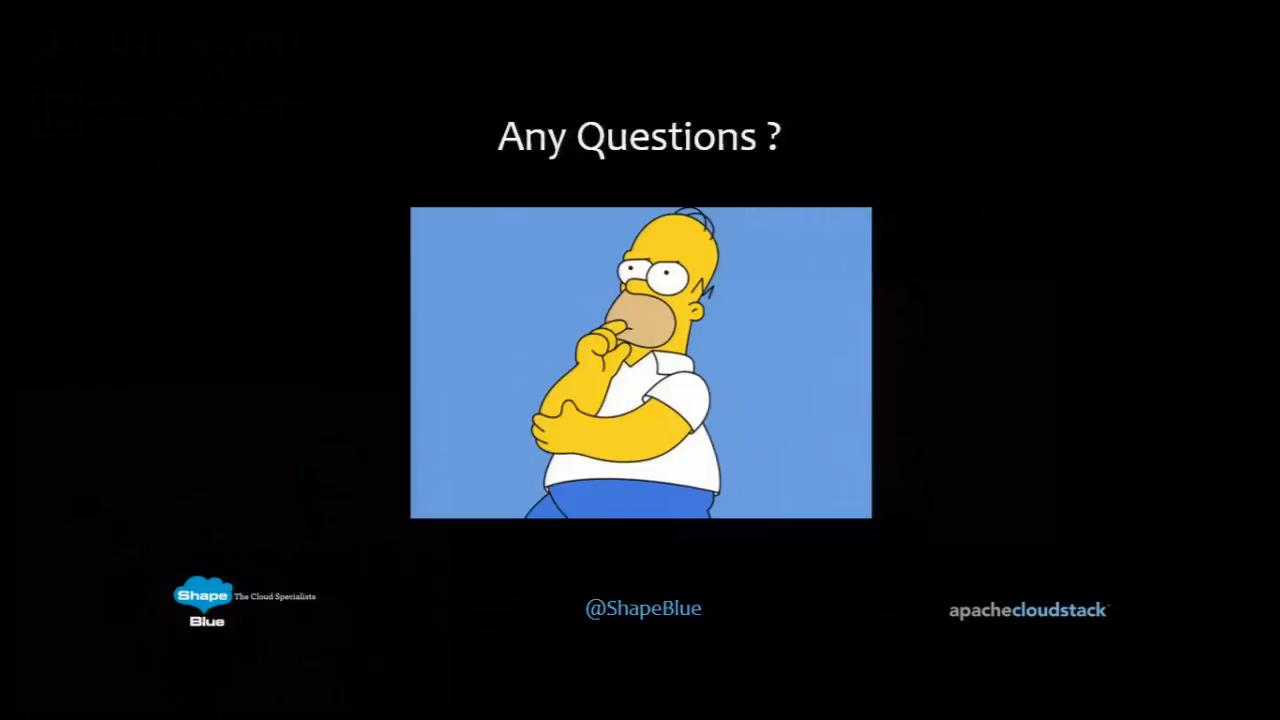 Any Questions ?
Shape The Cloud Specialists
Blue
@ShapeBlue
apachecloudstack